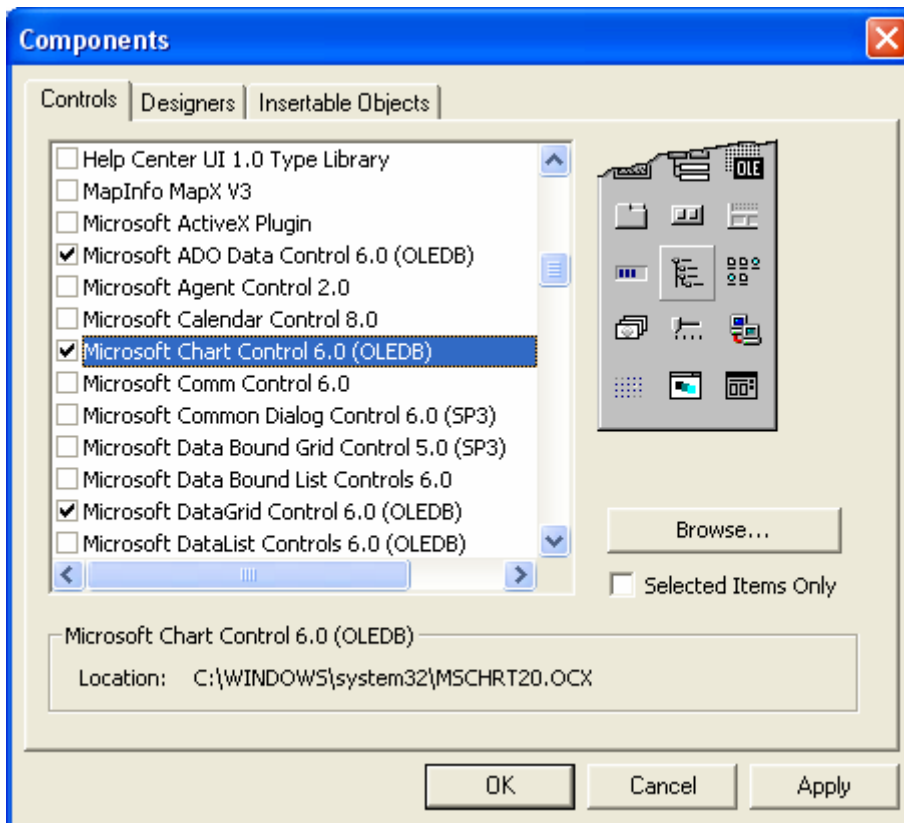 Components
Controls Designers Insertable Objects
Help Center UI 1.0 Type Library
MapInfo MapX V3
Microsoft ActiveX Plugin
Microsoft ADO Data Control 6.0 (OLEDB)
Microsoft Agent Control 2.0
Microsoft Calendar Control 8.0
Microsoft Chart Control 6.0 (OLEDB)
Microsoft Comm Control 6.0
Microsoft Common Dialog Control 6.0 (SP3)
Microsoft Data Bound Grid Control 5.0 (SP3)
Microsoft Data Bound List Controls 6.0
Microsoft DataGrid Control 6.0 (OLEDB)
Microsoft DataList Controls 6.0 (OLEDB)
OLE
Browse...
Selected Items Only
Microsoft Chart Control 6.0 (OLEDB)
Location: C:\WINDOWS\system32\MSCHRT20.OCX
OK Cancel Apply